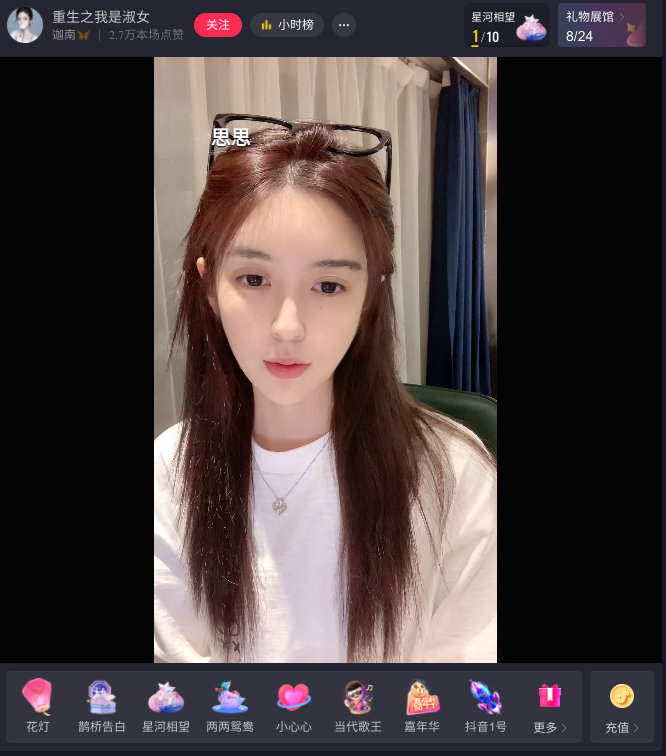 重生之我是淑女
迦南
2.7万本场点赞
关注
小时榜
星河相望
1/10
礼物展馆
8/24
思思
花灯
鹊桥告白
星河相望
两两鸳鸯
小心心
当代歌王
嘉年华
嘉年华
抖音1号
更多
充值